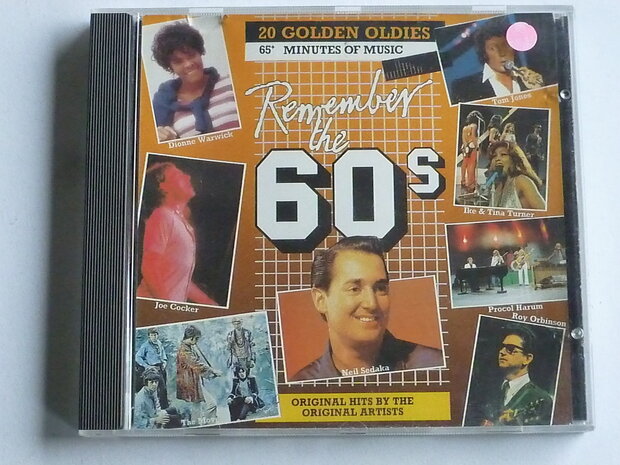 20 GOLDEN OLDIES
65+ MINUTES OF MUSIC
Remember
the
60s
Dionne Warwick
Tom Jones
Ike & Tina Turner
Joe Cocker
Procol Harum
Roy Orbinson
Neil Sedaka
The Move
ORIGINAL HITS BY THE
ORIGINAL ARTISTS